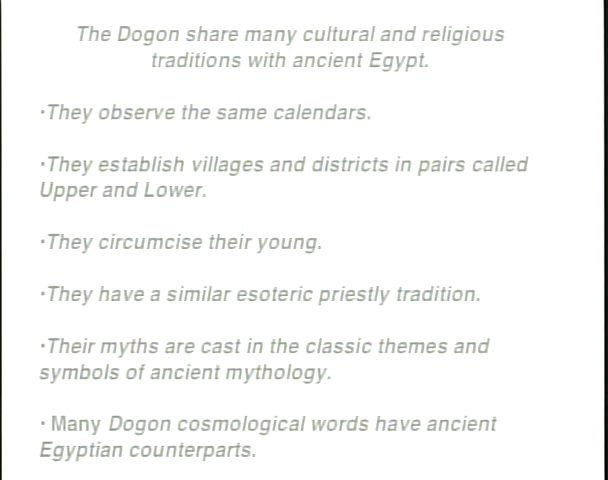 The Dogon share many cultural and religious
traditions with ancient Egypt.
·They observe the same calendars.
·They establish villages and districts in pairs called
Upper and Lower.
·They circumcise their young.
·They have a similar esoteric priestly tradition.
·Their myths are cast in the classic themes and
symbols of ancient mythology.
· Many Dogon cosmological words have ancient
Egyptian counterparts.